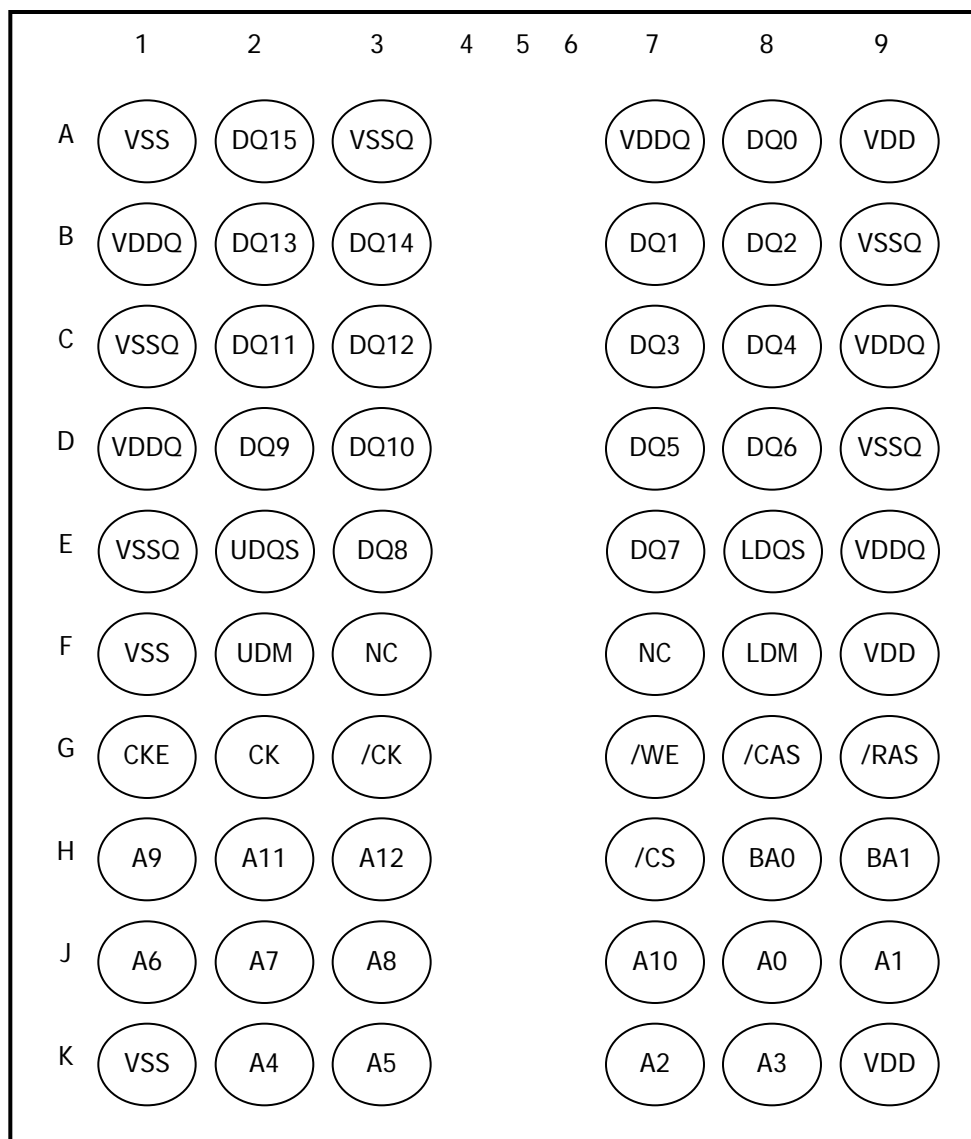 1 2 3 4 5 6 7 8 9
A VSS DQ15 VSSQ VDDQ DQ0 VDD
B VDDQ DQ13 DQ14 DQ1 DQ2 VSSQ
C VSSQ DQ11 DQ12 DQ3 DQ4 VDDQ
D VDDQ DQ9 DQ10 DQ5 DQ6 VSSQ
E VSSQ UDQS DQ8 DQ7 LDQS VDDQ
F VSS UDM NC NC LDM VDD
G CKE CK /CK /WE /CAS /RAS
H A9 A11 A12 /CS BA0 BA1
J A6 A7 A8 A10 A0 A1
K VSS A4 A5 A2 A3 VDD